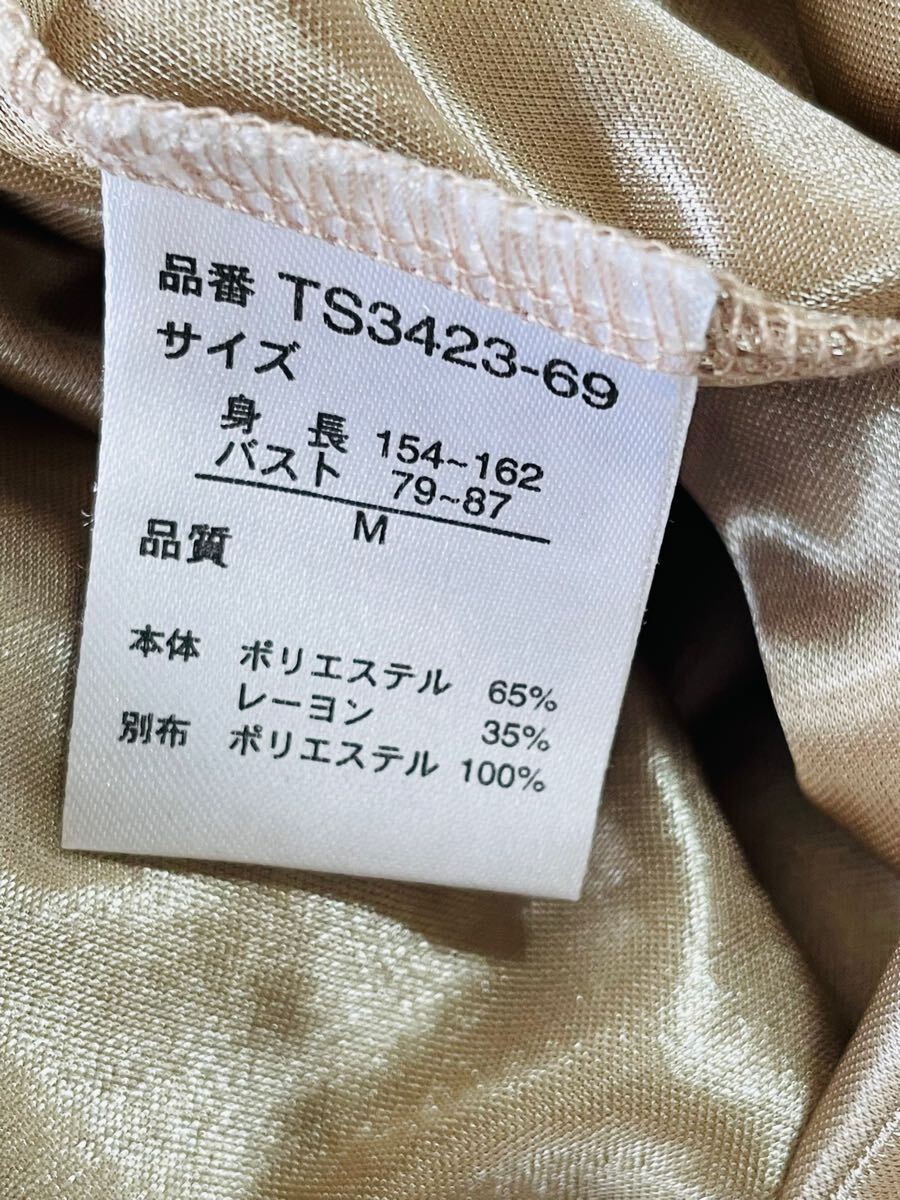 品番 TS3423-69
サイズ
身 長 154~162
バスト 79~87
M
品質
本体 ポリエステル 65%
レーヨン 35%
別布 ポリエステル 100%